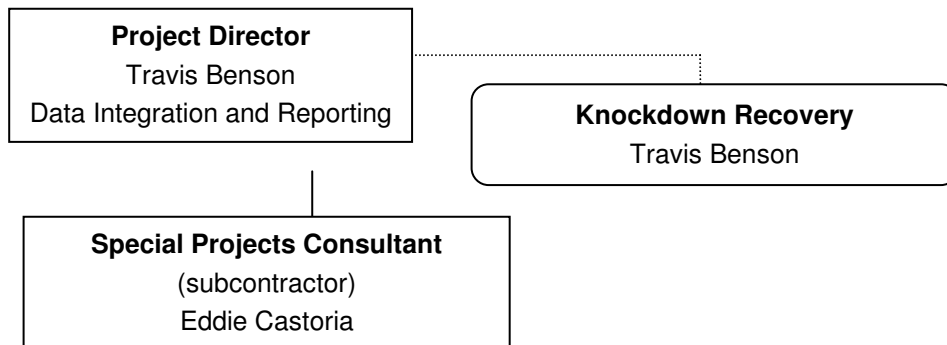 Project Director
Travis Benson
Data Integration and Reporting
Knockdown Recovery
Travis Benson
Special Projects Consultant
(subcontractor)
Eddie Castoria